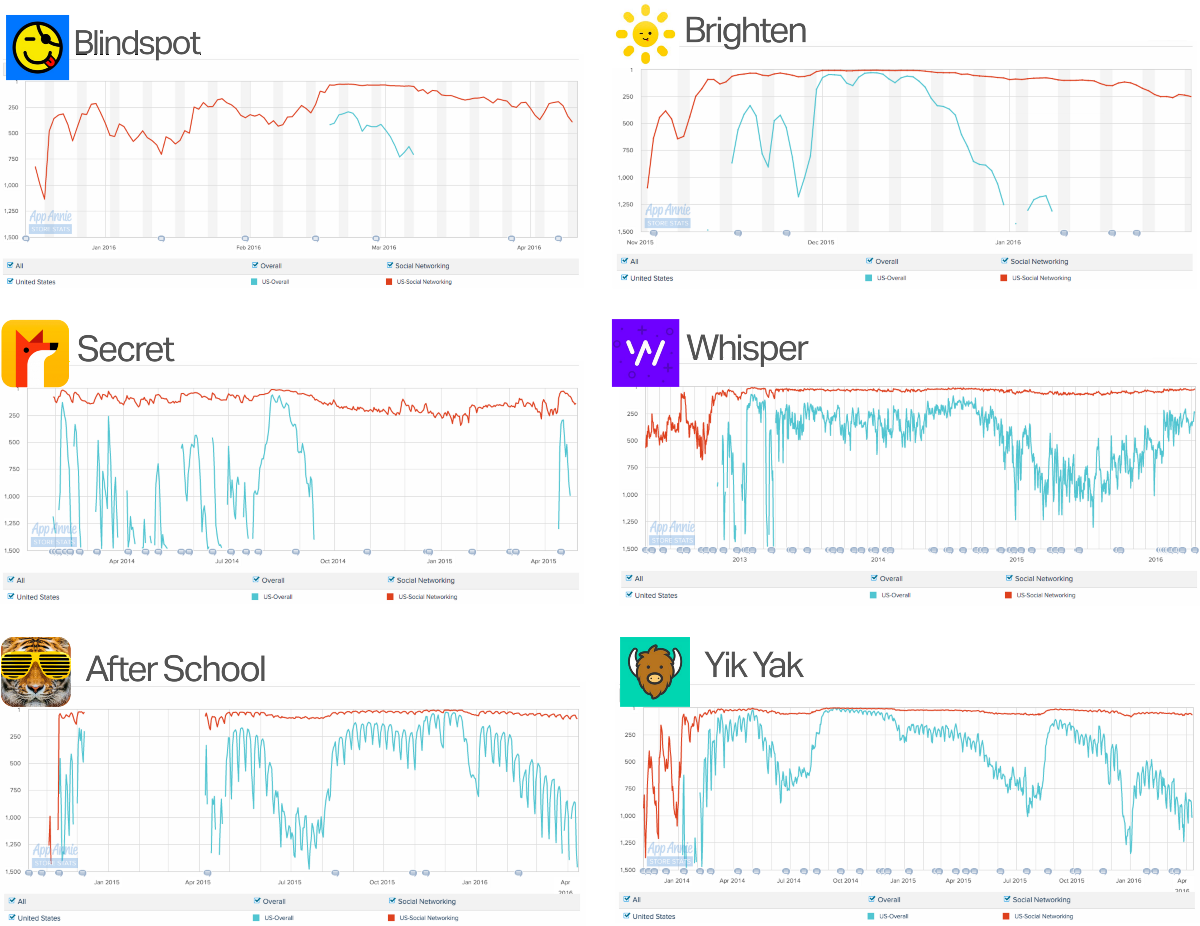 Blindspot
1
250
500
750
1,000
1,250
1,500
App Annie
STORE STATS
Jan 2016 Feb 2016 Mar 2016 Apr 2016
All Overall Social Networking
United States US-Overall US-Social Networking
Brighten
1
250
500
750
1,000
1,250
1,500
App Annie
STORE STATS
Nov 2015 Dec 2015 Jan 2016
All Overall Social Networking
United States US-Overall US-Social Networking
Secret
250
500
750
1,000
1,250
1,500
App Annie
STORE STATS
Apr 2014 Jul 2014 Oct 2014 Jan 2015 Apr 2015
All Overall Social Networking
United States US-Overall US-Social Networking
W
Whisper
250
500
750
1,000
1,250
1,500
App Annie
STORE STATS
2013 2014 2015 2016
All Overall Social Networking
United States US-Overall US-Social Networking
After School
250
500
750
1,000
1,250
1,500
App Annie
STORE STATS
Jan 2015 Apr 2015 Jul 2015 Oct 2015 Jan 2016 Apr
2016
All Overall Social Networking
United States US-Overall US-Social Networking
Yik Yak
1
250
500
750
1,000
1,250
1,500
App Annie
STORE STATS
Jan 2014 Apr 2014 Jul 2014 Oct 2014 Jan 2015 Apr 2015 Jul 2015 Oct 2015 Jan 2016 Apr
2016
All Overall Social Networking
United States US-Overall US-Social Networking